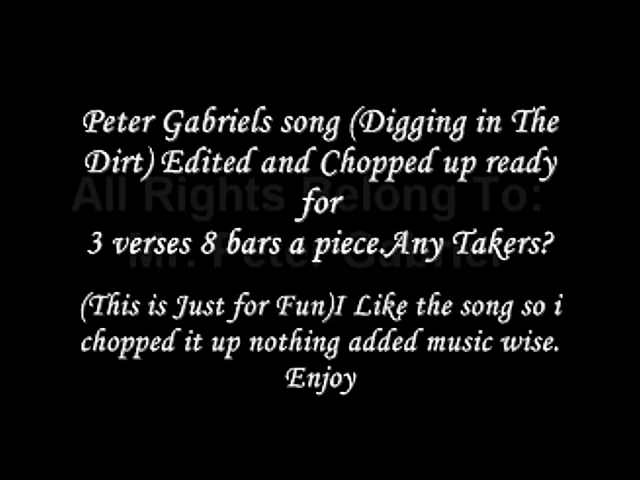 Peter Gabriels song (Digging in The
Dirt) Edited and Chopped up ready
All Rights Belong To:
for
3 verses 8 bars a piece.Any Takers?
Mr. Peter Gabriel
(This is Just for Fun)I Like the song so i
chopped it up nothing added music wise.
Enjoy